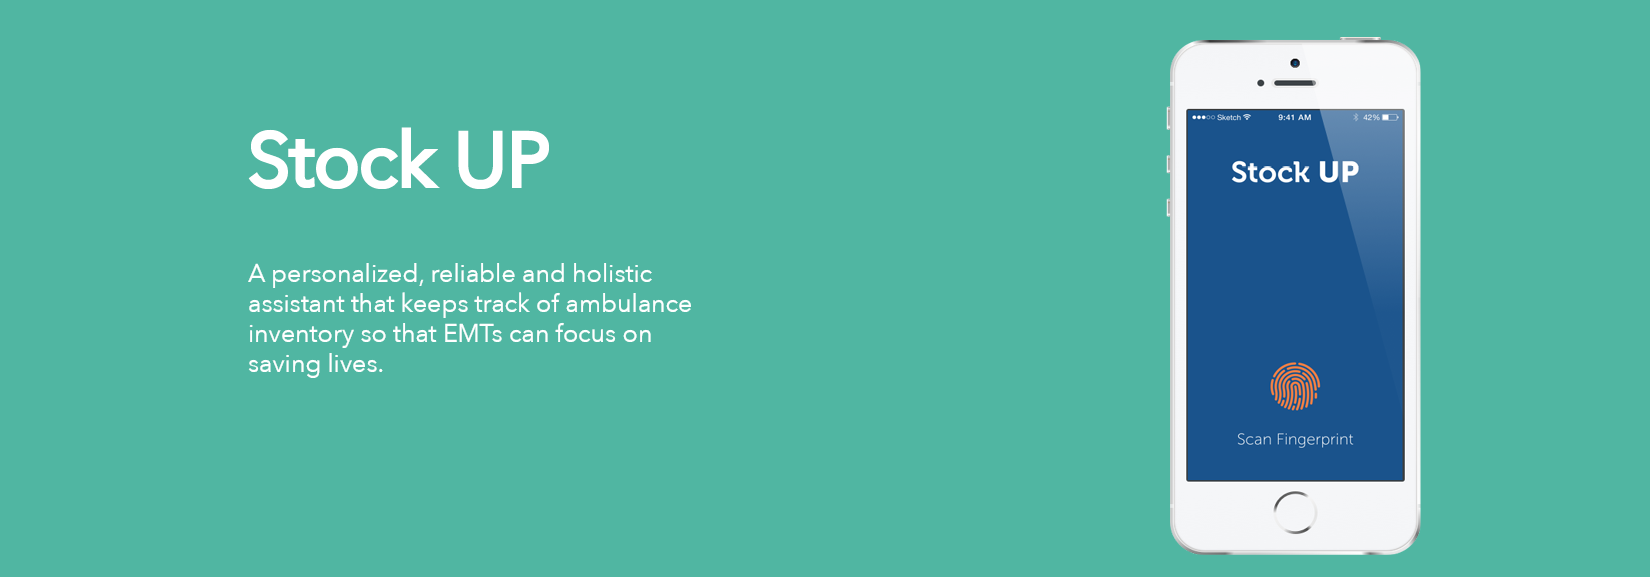 Stock UP
A personalized, reliable and holistic
assistant that keeps track of ambulance
inventory so that EMTs can focus on
saving lives.
Sketch 9:41 AM 42%
Stock UP
Scan Fingerprint